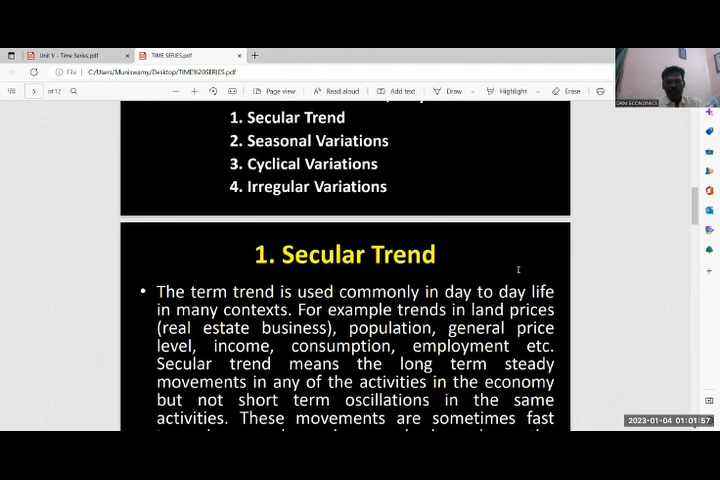 Unit V - Time Series.pdf
TIME SERIES.pdf
File
C:/Users/Muniswamy/Desktop/TIME%20SERIES.pdf
5 of 12
Page view
Read aloud
Add text
Draw
Highlight
Erase
DRM ECONOMICS
1. Secular Trend
2. Seasonal Variations
3. Cyclical Variations
4. Irregular Variations
1. Secular Trend
• The term trend is used commonly in day to day life
in many contexts. For example trends in land prices
(real estate business), population, general price
level, income, consumption, employment etc.
Secular trend means the long term steady
movements in any of the activities in the economy
but not short term oscillations in the same
activities. These movements are sometimes fast
2023-01-04 01:01:57